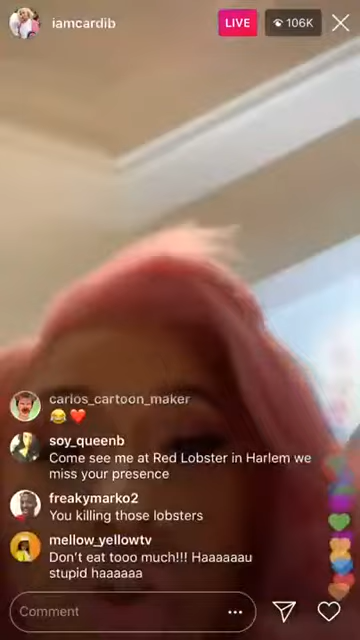 iamcardib
LIVE
106K
carlos_cartoon_maker
😂❤️
soy_queenb
Come see me at Red Lobster in Harlem we
miss your presence
freakymarko2
You killing those lobsters
mellow_yellowtv
Don't eat tooo much!!! Haaaaaau
stupid haaaaaa
Comment